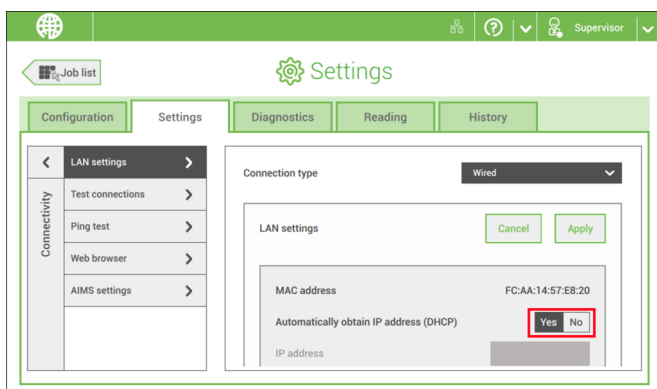 Supervisor
Job list
Settings
Configuration
Settings
Diagnostics
Reading
History
Connectivity
LAN settings
Test connections
Ping test
Web browser
AIMS settings
Connection type
Wired
LAN settings
Cancel
Apply
MAC address
FC:AA:14:57:E8:20
Automatically obtain IP address (DHCP)
Yes
No
IP address